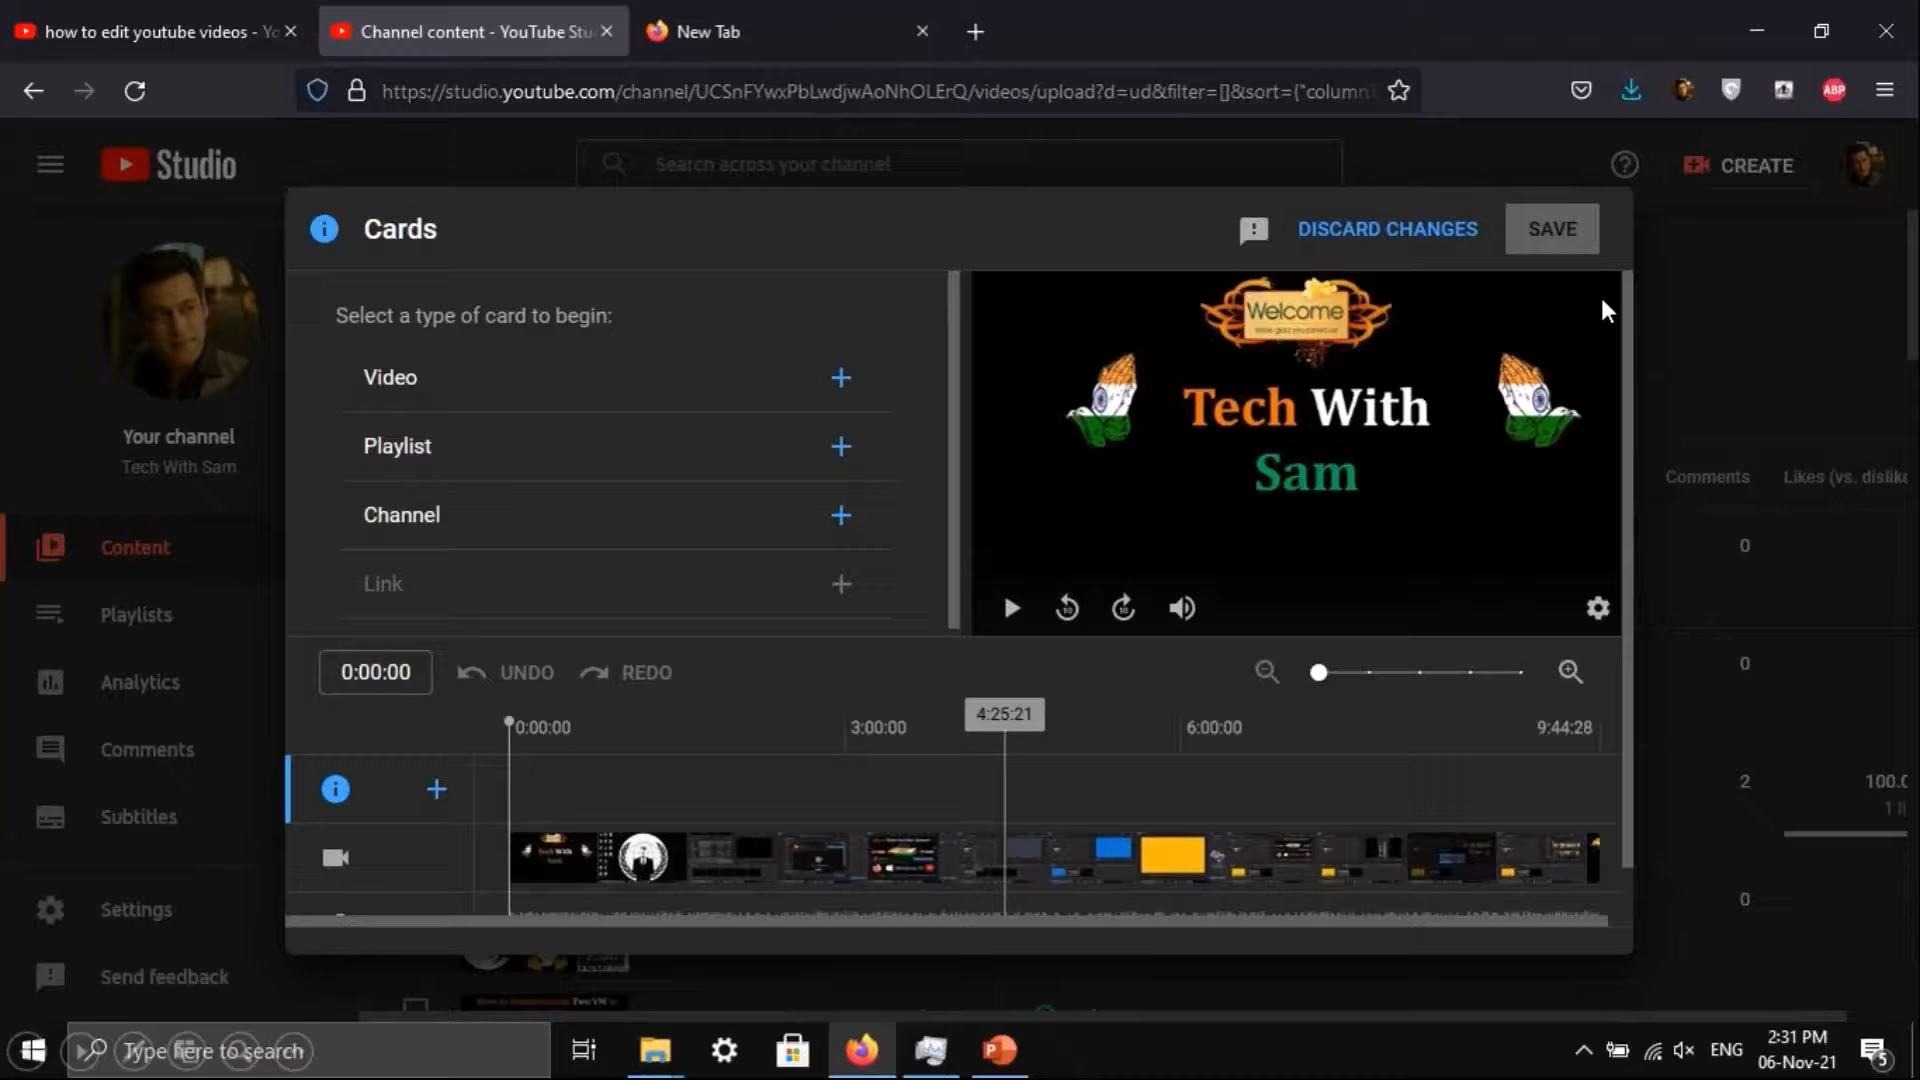 how to edit youtube videos - Yo
Channel content - YouTube Stu
New Tab
https://studio.youtube.com/channel/UCSnFYwxPbLwdjwAoNhOLErQ/videos/upload?d=ud&filter=[]&sort={"column
ABP
Studio
Search across your channel
CREATE
Cards
DISCARD CHANGES
SAVE
Select a type of card to begin:
Video
Playlist
Channel
Link
Welcome
Tech With
Sam
Your channel
Tech With Sam
Content
Playlists
Analytics
Comments
Subtitles
Settings
Send feedback
Comments
Likes (vs. dislike
0
0
2
100.0
0
10
10
0:00:00
UNDO
REDO
4:25:21
0:00:00
3:00:00
6:00:00
9:44:28
Type here to search
ENG
2:31 PM
06-Nov-21
5